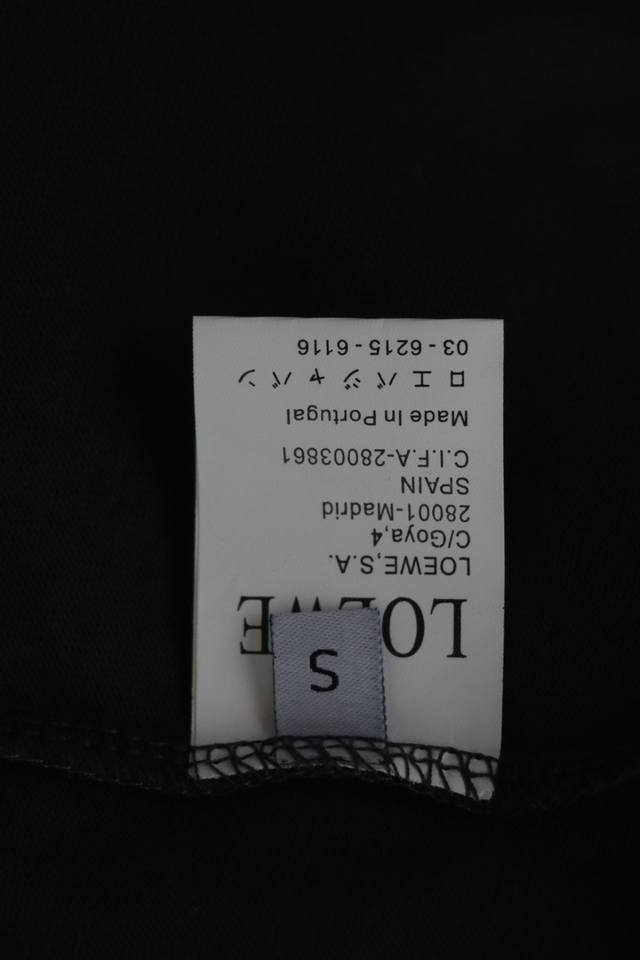 S
LOEWE
LOEWE,S.A.
C/Goya,4
28001-Madrid
SPAIN
C.I.F.A-28003861
Made In Portugal
ロエベジャパン
03-6215-6116